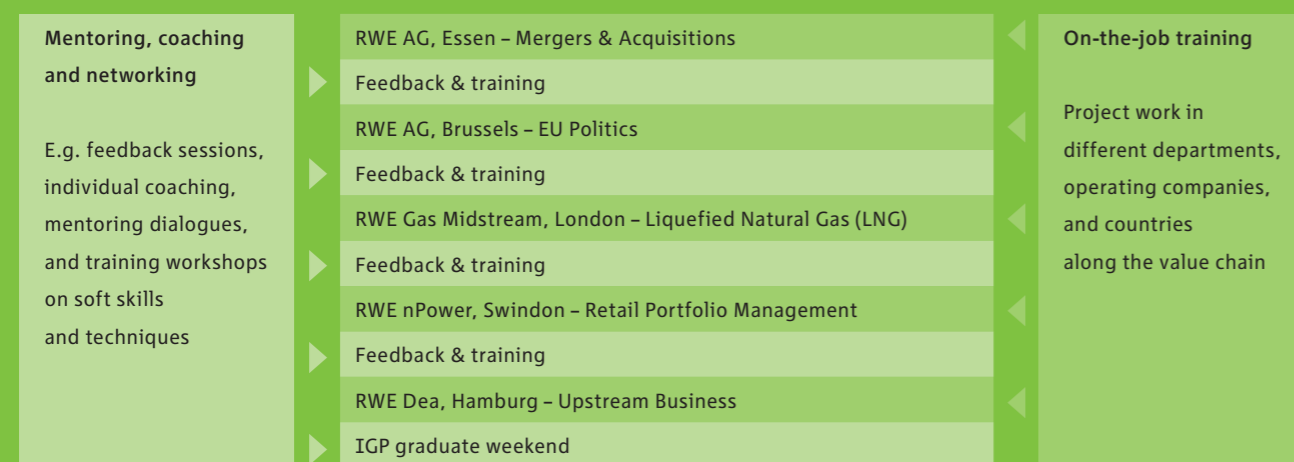 Mentoring, coaching
and networking
E.g. feedback sessions,
individual coaching,
mentoring dialogues,
and training workshops
on soft skills
and techniques
RWE AG, Essen – Mergers & Acquisitions
Feedback & training
RWE AG, Brussels – EU Politics
Feedback & training
RWE Gas Midstream, London – Liquefied Natural Gas (LNG)
Feedback & training
RWE nPower, Swindon – Retail Portfolio Management
Feedback & training
RWE Dea, Hamburg – Upstream Business
IGP graduate weekend
On-the-job training
Project work in
different departments,
operating companies,
and countries
along the value chain